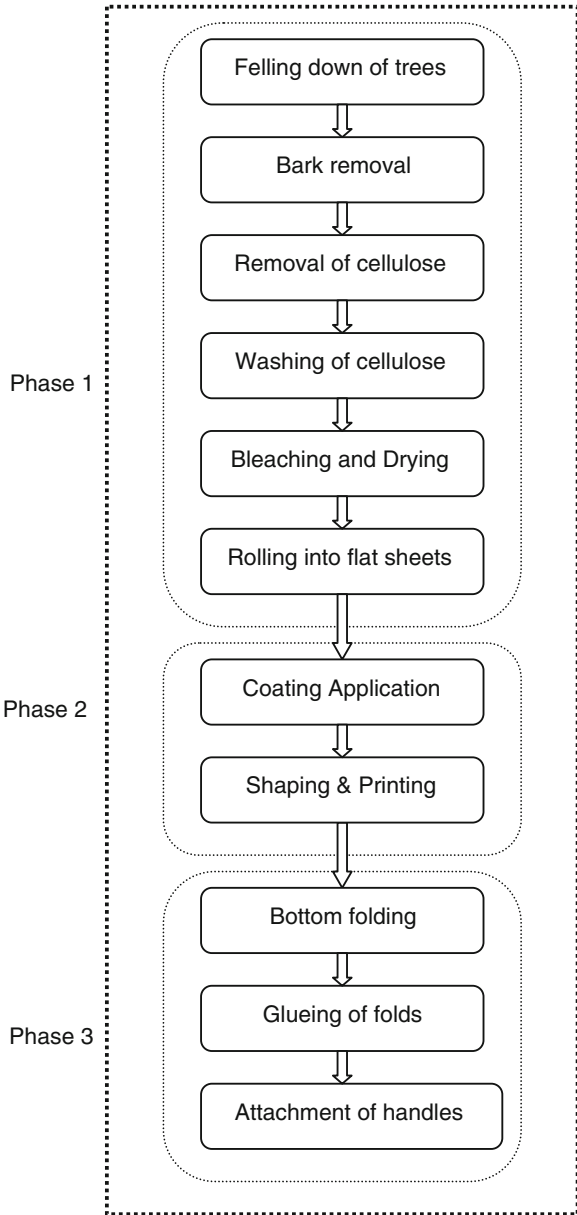 Felling down of trees
Bark removal
Removal of cellulose
Washing of cellulose
Phase 1
Bleaching and Drying
Rolling into flat sheets
Coating Application
Phase 2
Shaping & Printing
Bottom folding
Glueing of folds
Phase 3
Attachment of handles